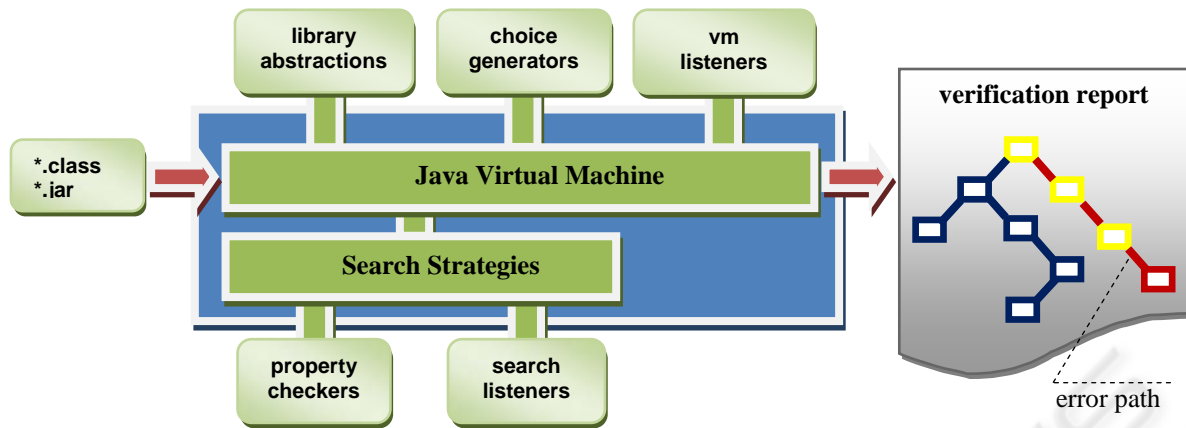 library
abstractions
choice
generators
vm
listeners
verification report
*.class
*.jar
Java Virtual Machine
Search Strategies
property
checkers
search
listeners
error path